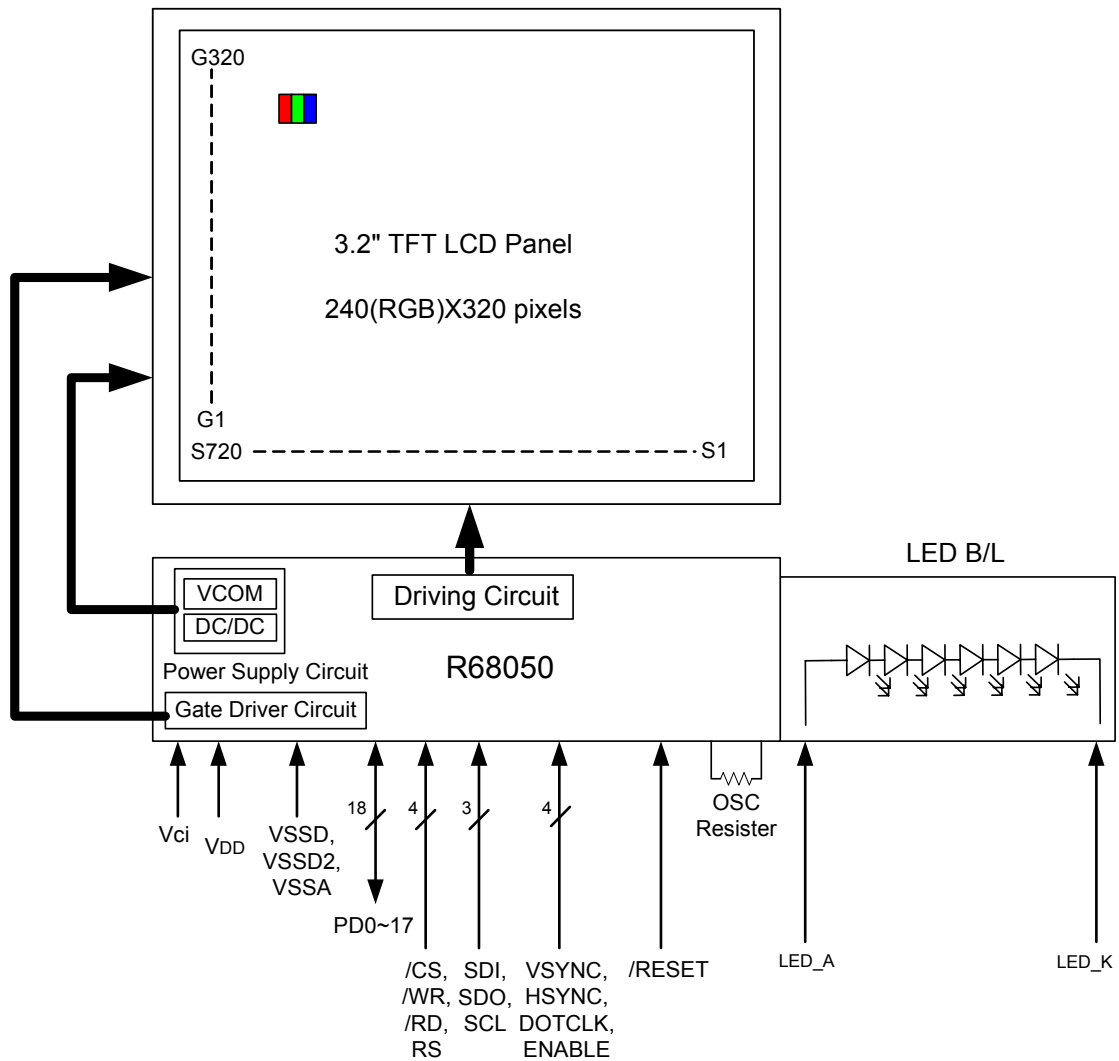 G320
3.2" TFT LCD Panel
240(RGB)X320 pixels
G1
S720
S1
LED B/L
VCOM
DC/DC
Driving Circuit
Power Supply Circuit
R68050
Gate Driver Circuit
18
4
3
4
OSC
Resister
Vci
VDD
VSSD,
VSSD2,
VSSA
PD0~17
/CS,
/WR,
/RD,
RS
SDI,
SDO,
SCL
VSYNC,
HSYNC,
DOTCLK,
ENABLE
/RESET
LED_A
LED_K